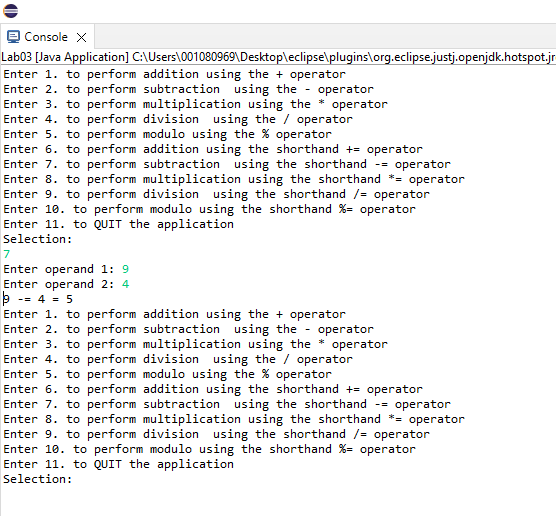 Console
Lab03 [Java Application] C:\Users\001080969\Desktop\eclipse\plugins\org.eclipse.justj.openjdk.hotspot.jr
Enter 1. to perform addition using the + operator
Enter 2. to perform subtraction  using the - operator
Enter 3. to perform multiplication using the * operator
Enter 4. to perform division  using the / operator
Enter 5. to perform modulo using the % operator
Enter 6. to perform addition using the shorthand += operator
Enter 7. to perform subtraction  using the shorthand -= operator
Enter 8. to perform multiplication using the shorthand *= operator
Enter 9. to perform division  using the shorthand /= operator
Enter 10. to perform modulo using the shorthand %= operator
Enter 11. to QUIT the application
Selection:
7
Enter operand 1: 9
Enter operand 2: 4
9 -= 4 = 5
Enter 1. to perform addition using the + operator
Enter 2. to perform subtraction  using the - operator
Enter 3. to perform multiplication using the * operator
Enter 4. to perform division  using the / operator
Enter 5. to perform modulo using the % operator
Enter 6. to perform addition using the shorthand += operator
Enter 7. to perform subtraction  using the shorthand -= operator
Enter 8. to perform multiplication using the shorthand *= operator
Enter 9. to perform division  using the shorthand /= operator
Enter 10. to perform modulo using the shorthand %= operator
Enter 11. to QUIT the application
Selection: